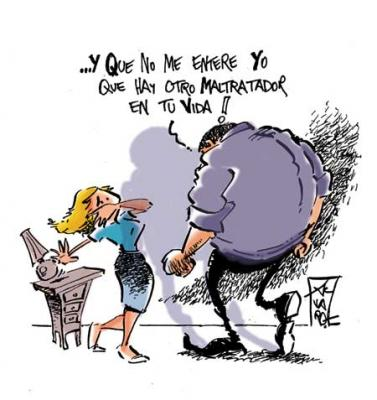 ...Y QUE NO ME ENTERE YO
QUE HAY OTRO MALTRATADOR
EN TU VIDA!